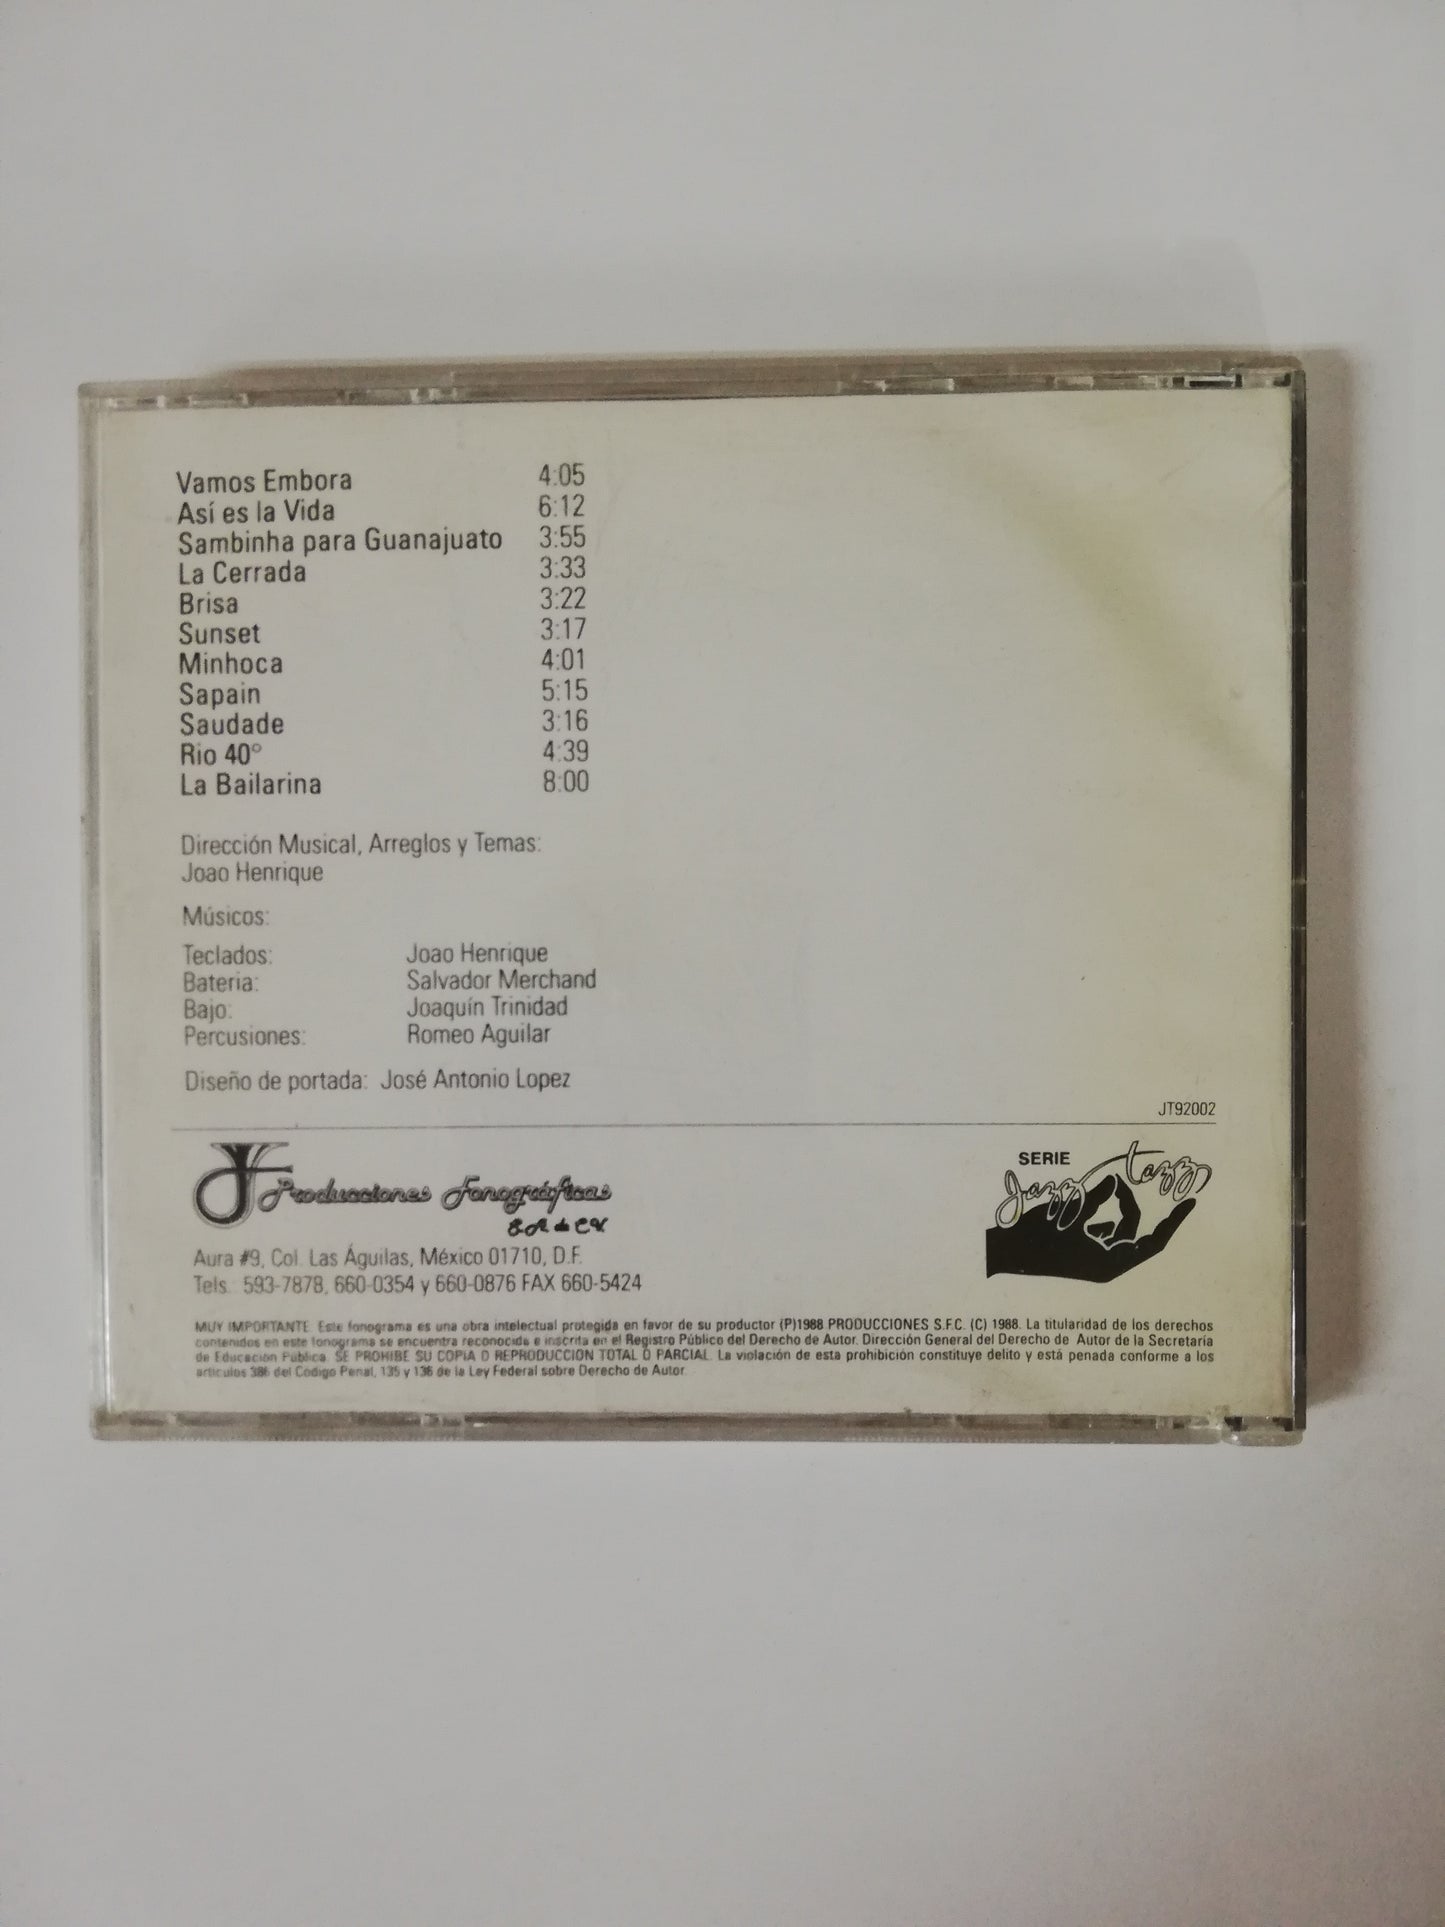 Vamos Embora 4:05
Así es la Vida 6:12
Sambinha para Guanajuato 3:55
La Cerrada 3:33
Brisa 3:22
Sunset 3:17
Minhoca 4:01
Sapain 5:15
Saudade 3:16
Rio 40° 4:39
La Bailarina 8:00
Dirección Musical, Arreglos y Temas:
Joao Henrique
Músicos:
Teclados: Joao Henrique
Bateria: Salvador Merchand
Bajo: Joaquín Trinidad
Percusiones: Romeo Aguilar
Diseño de portada: José Antonio Lopez
JT92002
Producciones Fonográficas
S.A de C.V.
Aura #9, Col. Las Águilas, México 01710, D.F.
Tels. 593-7878, 660-0354 y 660-0876 FAX 660-5424
SERIE
Jazz tazz
MUY IMPORTANTE: Este fonograma es una obra intelectual protegida en favor de su productor (P)1988 PRODUCCIONES S.F.C. (C) 1988. La titularidad de los derechos
contenidos en este fonograma se encuentra reconocida e inscrita en el Registro Público del Derecho de Autor. Dirección General del Derecho de Autor de la Secretaría
de Educación Pública. SE PROHIBE SU COPIA O REPRODUCCION TOTAL O PARCIAL. La violación de esta prohibición constituye delito y está penada conforme a los
artículos 386 del Código Penal, 135 y 136 de la Ley Federal sobre Derecho de Autor.